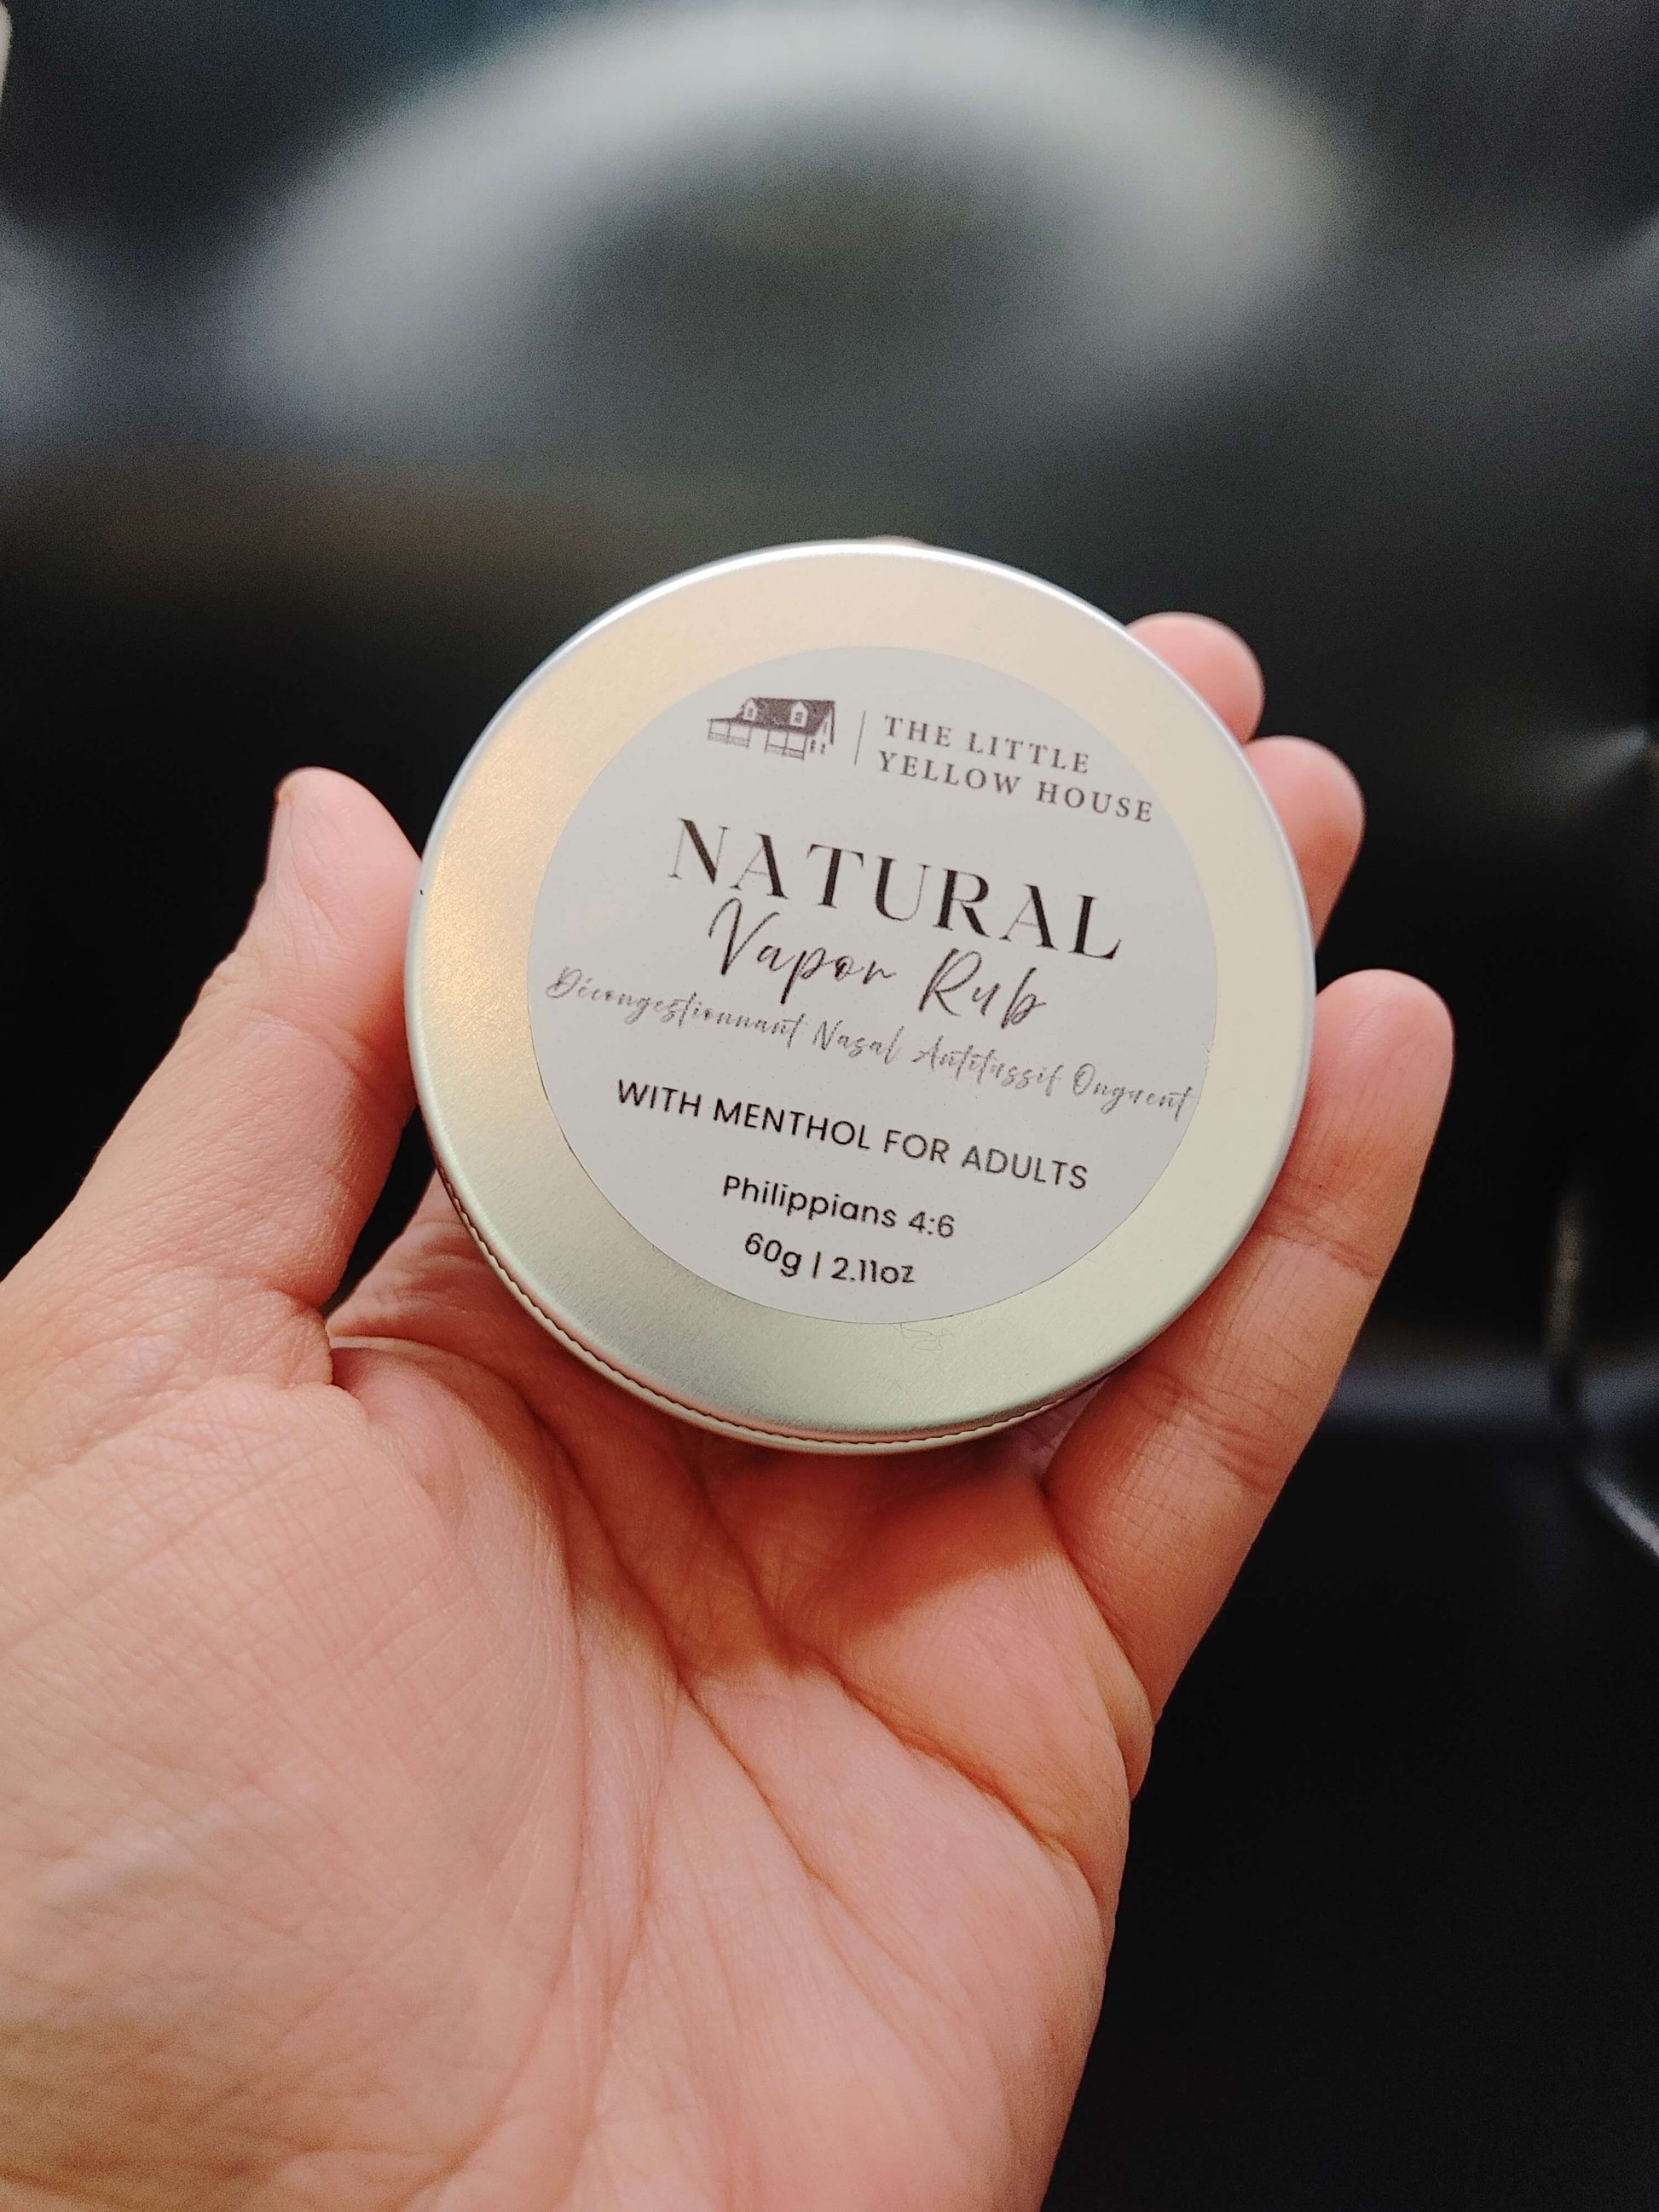 THE LITTLE
YELLOW HOUSE
NATURAL
Vapor Rub
Décongestionnant Nasal Antitussif Onguent
WITH MENTHOL FOR ADULTS
Philippians 4:6
60g | 2.11oz